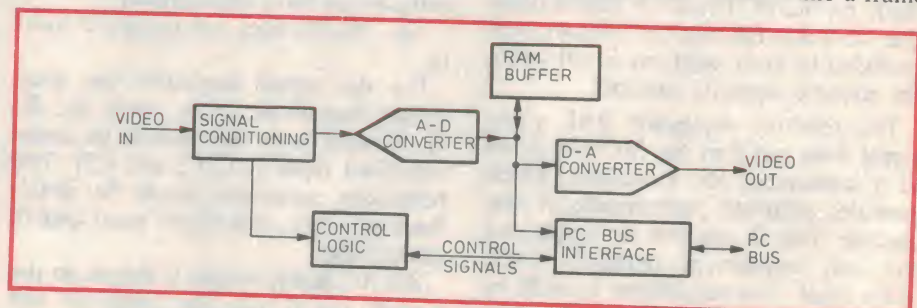 a frame
RAM
BUFFER
VIDEO
IN
SIGNAL
CONDITIONING
A-D
CONVERTER
D-A
CONVERTER
VIDEO
OUT
CONTROL
LOGIC
CONTROL
SIGNALS
PC BUS
INTERFACE
PC
BUS